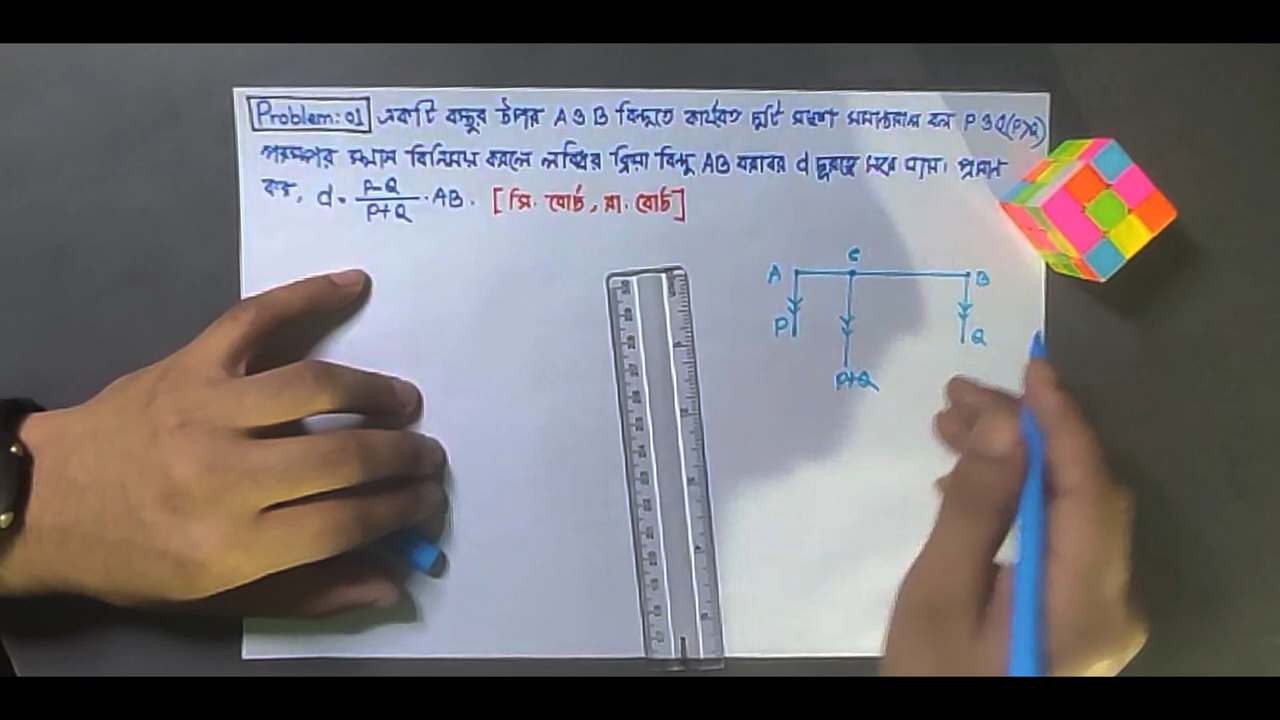 Problem: 01 একটি বস্তুর উপর A ও B বিন্দুতে কার্যরত দুটি সদৃশ সমান্তরাল বল P ও Q (P>Q)
পরস্পর স্থান বিনিময় করলে লব্ধির ক্রিয়া বিন্দু AB বরাবর d দূরত্বে সরে যায়। প্রমাণ
কর, d = P-Q/P+Q . AB. [সি. বোর্ড, রা. বোর্ড]
A C B
P Q
P+Q